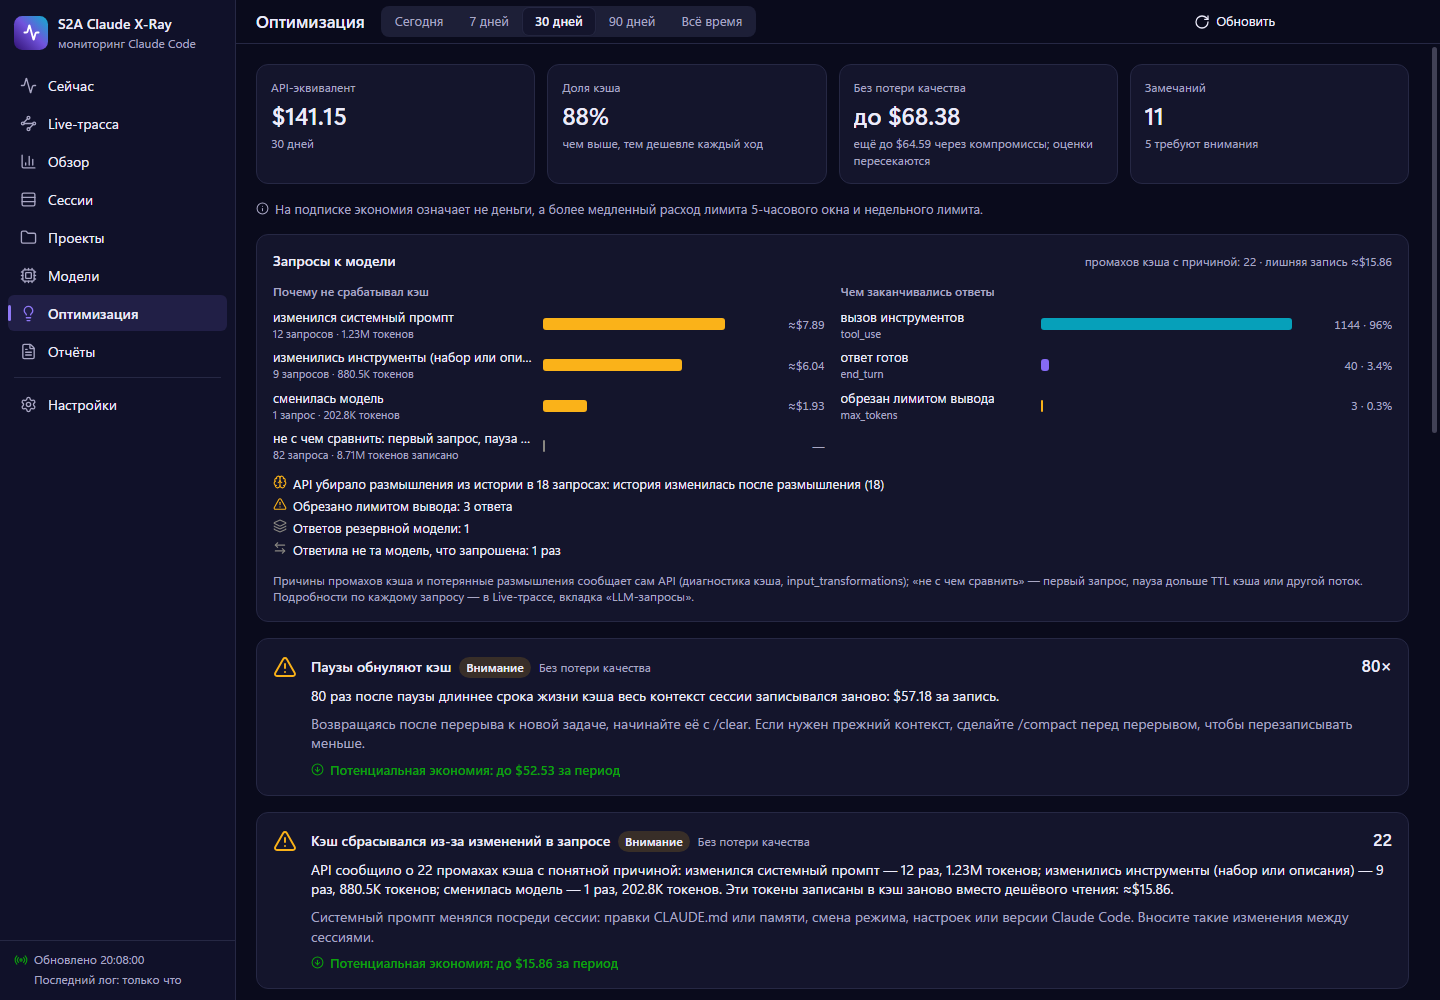 S2A Claude X-Ray
мониторинг Claude Code
Сейчас
Live-трасса
Обзор
Сессии
Проекты
Модели
Оптимизация
Отчёты
Настройки
Обновлено 20:08:00
Последний лог: только что
Оптимизация
Сегодня 7 дней 30 дней 90 дней Всё время
Обновить
API-эквивалент
$141.15
30 дней
Доля кэша
88%
чем выше, тем дешевле каждый ход
Без потери качества
до $68.38
ещё до $64.59 через компромиссы; оценки
пересекаются
Замечаний
11
5 требуют внимания
На подписке экономия означает не деньги, а более медленный расход лимита 5-часового окна и недельного лимита.
Запросы к модели
промахов кэша с причиной: 22 · лишняя запись ≈$15.86
Почему не срабатывал кэш
изменился системный промпт
12 запросов · 1.23M токенов
≈$7.89
изменились инструменты (набор или опи...
9 запросов · 880.5K токенов
≈$6.04
сменилась модель
1 запрос · 202.8K токенов
≈$1.93
не с чем сравнить: первый запрос, пауза ...
82 запроса · 8.71M токенов записано
—
Чем заканчивались ответы
вызов инструментов
tool_use
1144 · 96%
ответ готов
end_turn
40 · 3.4%
обрезан лимитом вывода
max_tokens
3 · 0.3%
API убирало размышления из истории в 18 запросах: история изменилась после размышления (18)
Обрезано лимитом вывода: 3 ответа
Ответов резервной модели: 1
Ответила не та модель, что запрошена: 1 раз
Причины промахов кэша и потерянные размышления сообщает сам API (диагностика кэша, input_transformations); «не с чем сравнить» — первый запрос, пауза дольше TTL кэша или другой поток.
Подробности по каждому запросу — в Live-трассе, вкладка «LLM-запросы».
Паузы обнуляют кэш Внимание Без потери качества 80×
80 раз после паузы длиннее срока жизни кэша весь контекст сессии записывался заново: $57.18 за запись.
Возвращаясь после перерыва к новой задаче, начинайте её с /clear. Если нужен прежний контекст, сделайте /compact перед перерывом, чтобы перезаписывать
меньше.
Потенциальная экономия: до $52.53 за период
Кэш сбрасывался из-за изменений в запросе Внимание Без потери качества 22
API сообщило о 22 промахах кэша с понятной причиной: изменился системный промпт — 12 раз, 1.23M токенов; изменились инструменты (набор или описания) — 9
раз, 880.5K токенов; сменилась модель — 1 раз, 202.8K токенов. Эти токены записаны в кэш заново вместо дешёвого чтения: ≈$15.86.
Системный промпт менялся посреди сессии: правки CLAUDE.md или памяти, смена режима, настроек или версии Claude Code. Вносите такие изменения между
сессиями.
Потенциальная экономия: до $15.86 за период